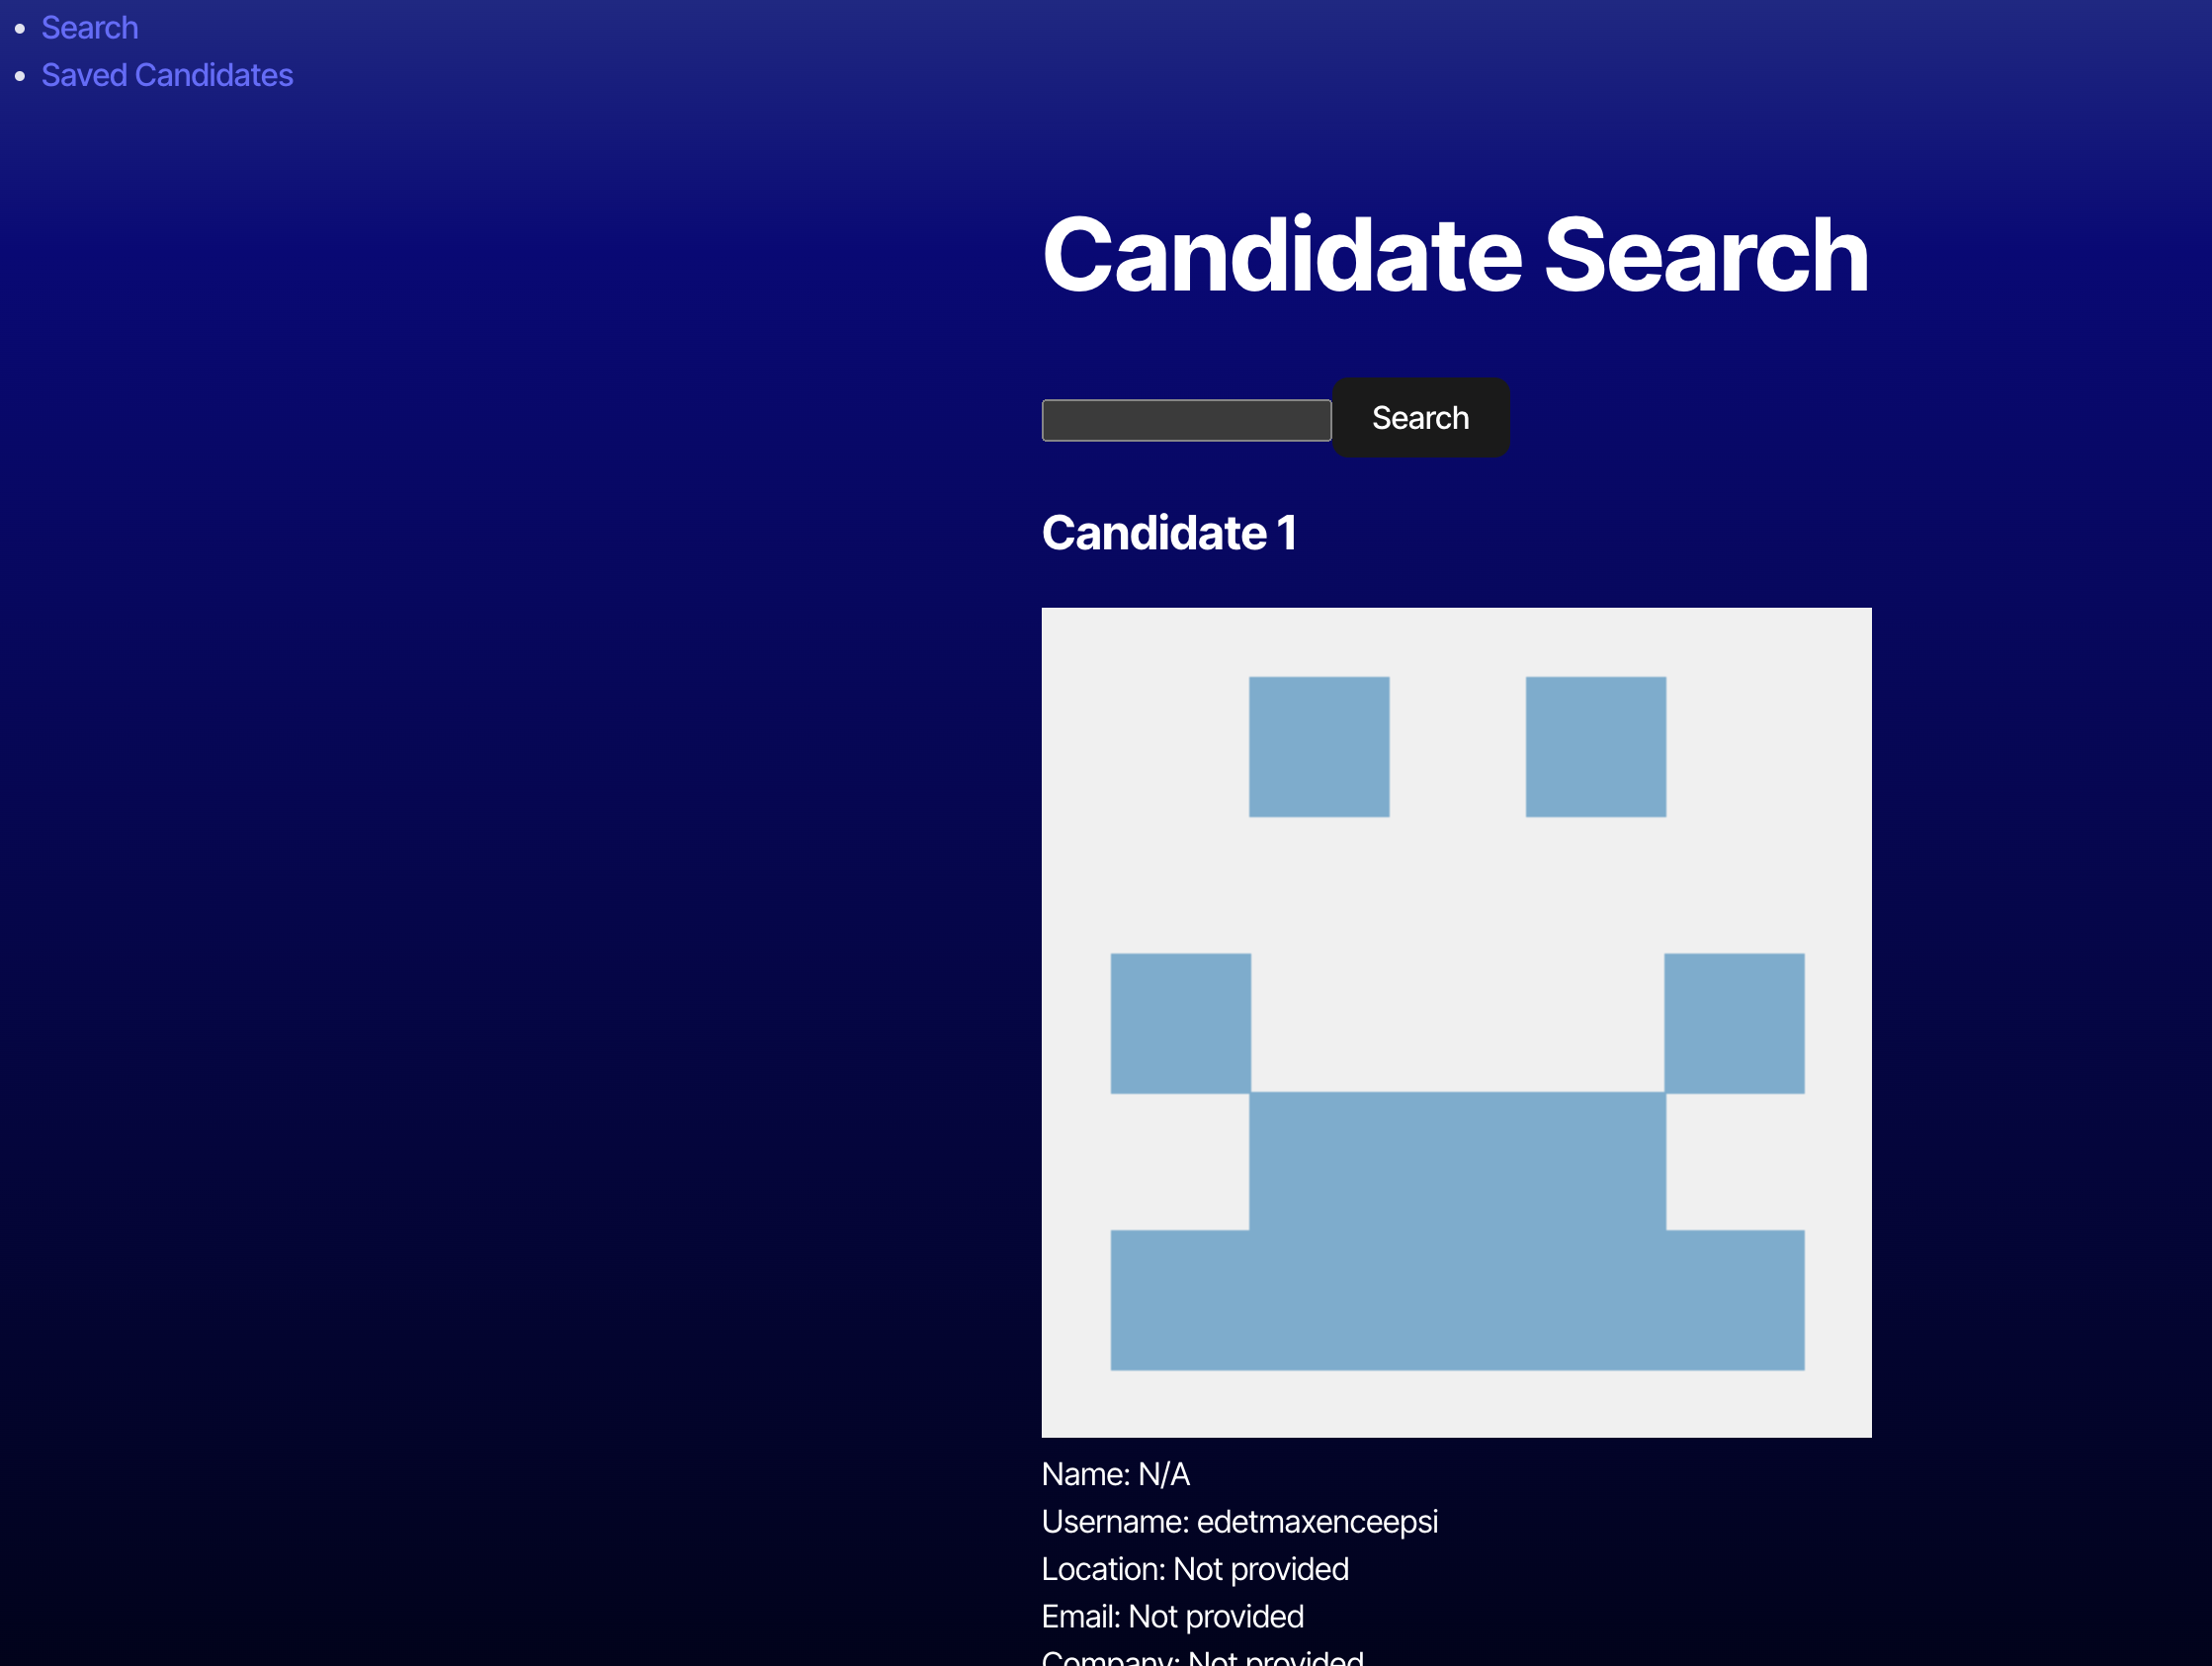 Search
Saved Candidates
Candidate Search
Search
Candidate 1
Name: N/A
Username: edetmaxenceepsi
Location: Not provided
Email: Not provided
Company: Not provided